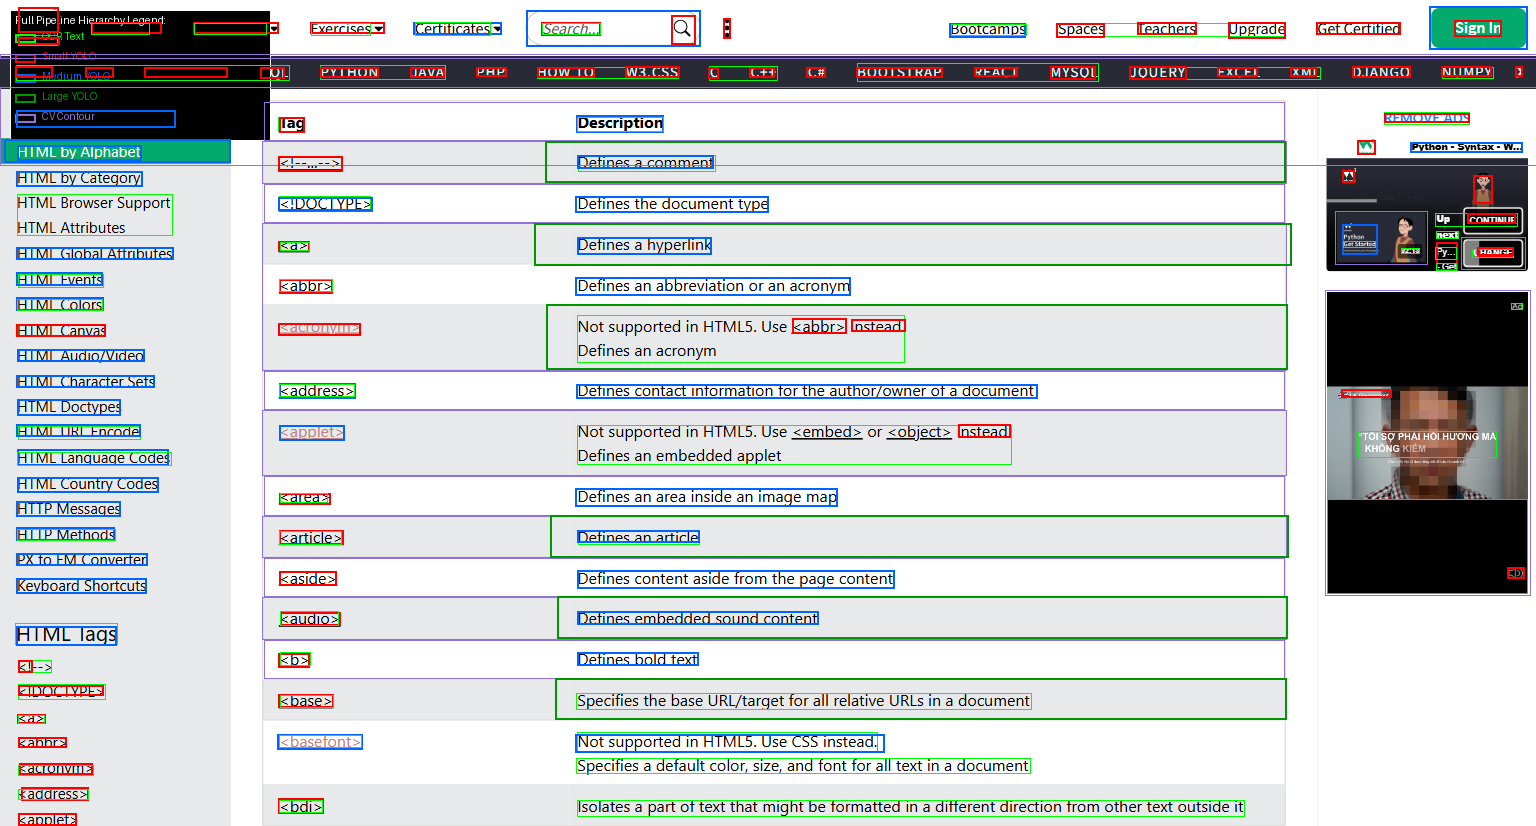 Full Pipeline Hierarchy Legend:
OCR Text
Small YOLO
Medium YOLO
Large YOLO
CVContour
Exercises
Certificates
Search...
Bootcamps
Spaces
Teachers
Upgrade
Get Certified
Sign In
PYTHON
JAVA
PHP
HOW TO
W3.CSS
C
C++
C#
BOOTSTRAP
REACT
MYSQL
JQUERY
EXCEL
XML
DJANGO
NUMPY
HTML by Alphabet
HTML by Category
HTML Browser Support
HTML Attributes
HTML Global Attributes
HTML Events
HTML Colors
HTML Canvas
HTML Audio/Video
HTML Character Sets
HTML Doctypes
HTML URL Encode
HTML Language Codes
HTML Country Codes
HTTP Messages
HTTP Methods
PX to EM Converter
Keyboard Shortcuts
HTML Tags
<!-->
<!DOCTYPE>
<a>
<abbr>
<acronym>
<address>
<applet>
Tag Description
<!--...--> Defines a comment
<!DOCTYPE> Defines the document type
<a> Defines a hyperlink
<abbr> Defines an abbreviation or an acronym
<acronym> Not supported in HTML5. Use <abbr> instead.
Defines an acronym
<address> Defines contact information for the author/owner of a document
<applet> Not supported in HTML5. Use <embed> or <object> instead.
Defines an embedded applet
<area> Defines an area inside an image map
<article> Defines an article
<aside> Defines content aside from the page content
<audio> Defines embedded sound content
<b> Defines bold text
<base> Specifies the base URL/target for all relative URLs in a document
<basefont> Not supported in HTML5. Use CSS instead.
Specifies a default color, size, and font for all text in a document
<bdi> Isolates a part of text that might be formatted in a different direction from other text outside it
REMOVE ADS
Python - Syntax - W...
Python
Get Started
Up
next
Py...
- Get
CONTINUE
CHANGE
Ad
"TÔI SỢ PHẢI HỒI HƯƠNG MÀ
KHÔNG KIẾM